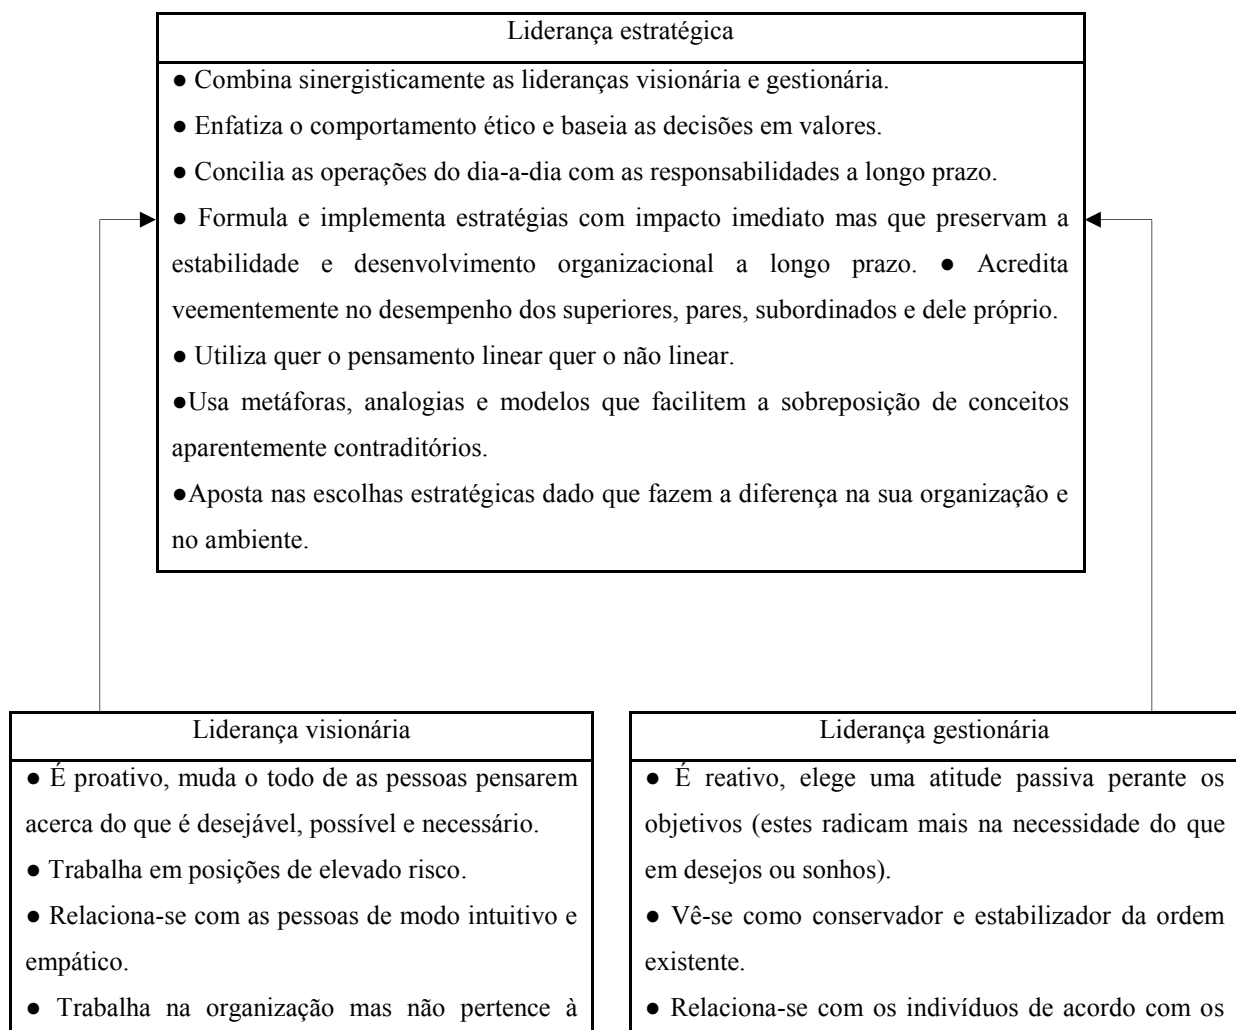 Liderança estratégica
● Combina sinergisticamente as lideranças visionária e gestionária.
● Enfatiza o comportamento ético e baseia as decisões em valores.
● Concilia as operações do dia-a-dia com as responsabilidades a longo prazo.
● Formula e implementa estratégias com impacto imediato mas que preservam a
estabilidade e desenvolvimento organizacional a longo prazo. ● Acredita
veementemente no desempenho dos superiores, pares, subordinados e dele próprio.
● Utiliza quer o pensamento linear quer o não linear.
●Usa metáforas, analogias e modelos que facilitem a sobreposição de conceitos
aparentemente contraditórios.
●Aposta nas escolhas estratégicas dado que fazem a diferença na sua organização e
no ambiente.
Liderança visionária
● É proativo, muda o todo de as pessoas pensarem
acerca do que é desejável, possível e necessário.
● Trabalha em posições de elevado risco.
● Relaciona-se com as pessoas de modo intuitivo e
empático.
● Trabalha na organização mas não pertence à
Liderança gestionária
● É reativo, elege uma atitude passiva perante os
objetivos (estes radicam mais na necessidade do que
em desejos ou sonhos).
● Vê-se como conservador e estabilizador da ordem
existente.
● Relaciona-se com os indivíduos de acordo com os